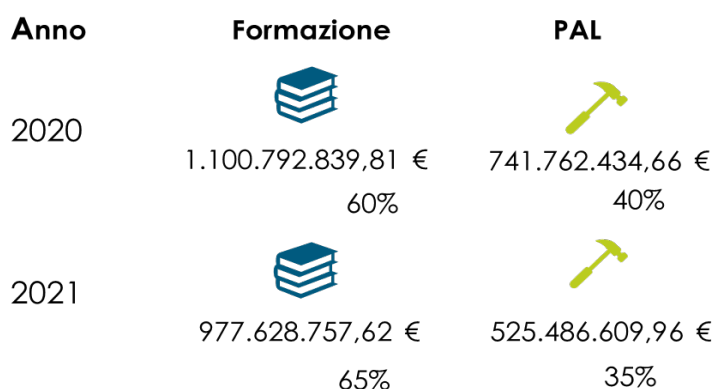 Anno Formazione PAL
2020
1.100.792.839,81 € 741.762.434,66 €
60% 40%
2021
977.628.757,62 € 525.486.609,96 €
65% 35%